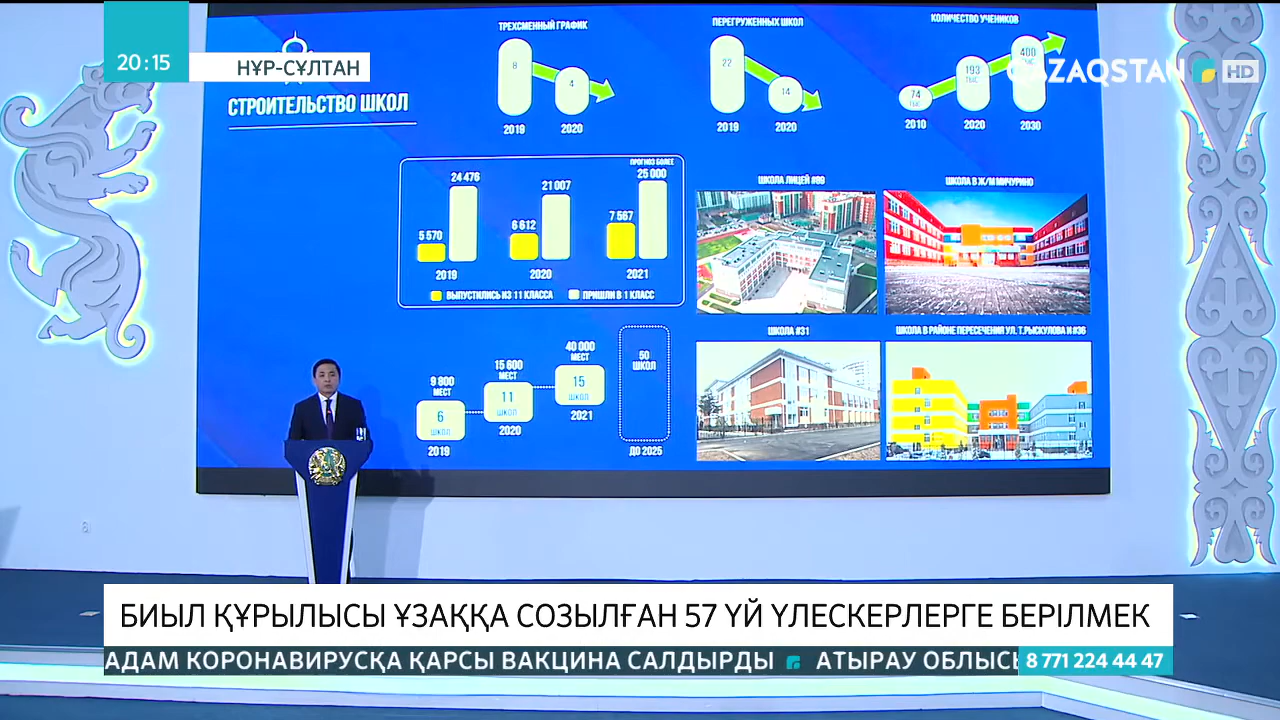 20:15
НҰР-СҰЛТАН
QAZAQSTAN HD
СТРОИТЕЛЬСТВО ШКОЛ
ТРЕХСМЕННЫЙ ГРАФИК
8
4
2019
2020
ПЕРЕГРУЖЕННЫХ ШКОЛ
22
14
2019
2020
КОЛИЧЕСТВО УЧЕНИКОВ
74
ТЫС
193
ТЫС
400
ТЫС
2010
2020
2030
ПРОГНОЗ БОЛЕЕ
24 476
21 007
25 000
5 570
6 612
7 567
2019
2020
2021
ВЫПУСТИЛИСЬ ИЗ 11 КЛАССА
ПРИШЛИ В 1 КЛАСС
9 800
МЕСТ
6
ШКОЛ
2019
15 600
МЕСТ
11
ШКОЛ
2020
40 000
МЕСТ
15
ШКОЛ
2021
50
ШКОЛ
ДО 2025
ШКОЛА ЛИЦЕЙ #89
ШКОЛА В Ж/М МИЧУРИНО
ШКОЛА #31
ШКОЛА В РАЙОНЕ ПЕРЕСЕЧЕНИЯ УЛ. Т.РЫСКУЛОВА И #36
БИЫЛ ҚҰРЫЛЫСЫ ҰЗАҚҚА СОЗЫЛҒАН 57 ҮЙ ҮЛЕСКЕРЛЕРГЕ БЕРІЛМЕК
АДАМ КОРОНАВИРУСҚА ҚАРСЫ ВАКЦИНА САЛДЫРДЫ АТЫРАУ ОБЛЫСЫ
8 771 224 44 47